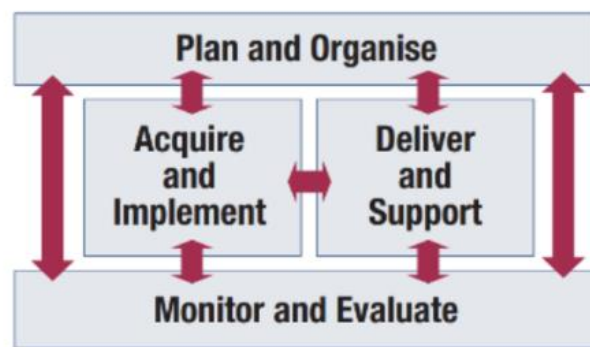 Plan and Organise
Acquire
and
Implement
Deliver
and
Support
Monitor and Evaluate